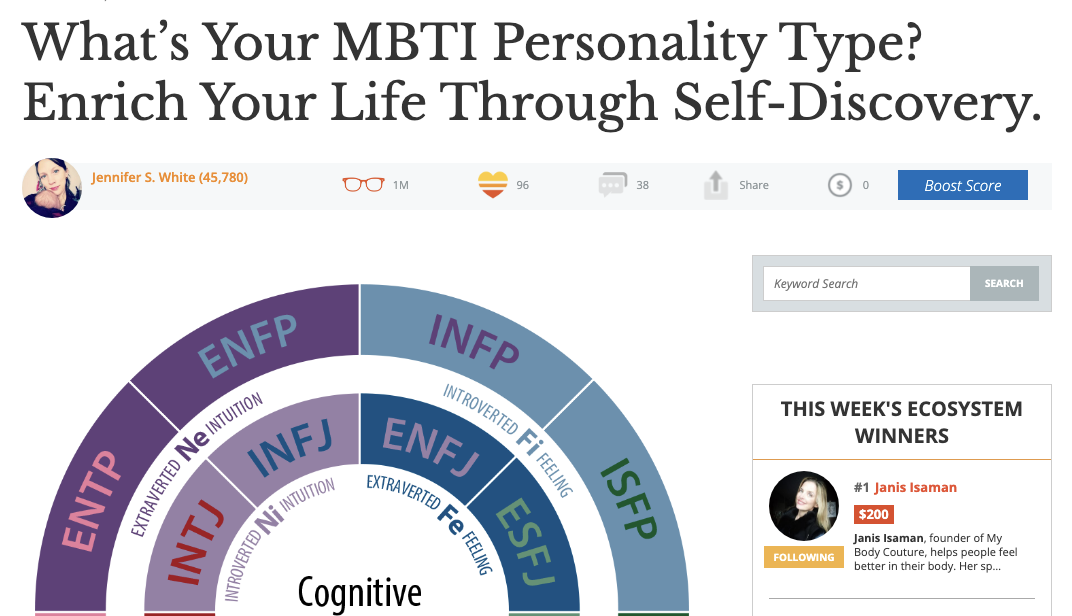 What's Your MBTI Personality Type?
Enrich Your Life Through Self-Discovery.
Jennifer S. White (45,780)
1M
96
38
Share
$
0
Boost Score
Keyword Search
SEARCH
ENTP
ENFP
INFP
ISFP
EXTRAVERTED Ne INTUITION
INTROVERTED Fi FEELING
INTJ
INFJ
ENFJ
ESFJ
INTROVERTED Ni INTUITION
EXTRAVERTED Fe FEELING
Cognitive
THIS WEEK'S ECOSYSTEM
WINNERS
#1 Janis Isaman
$200
FOLLOWING
Janis Isaman, founder of My
Body Couture, helps people feel
better in their body. Her sp...